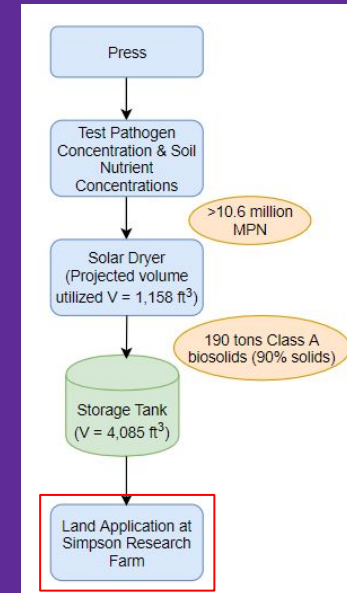 Press
Test Pathogen
Concentration & Soil
Nutrient
Concentrations
>10.6 million
MPN
Solar Dryer
(Projected volume
utilized V = 1,158 ft³)
190 tons Class A
biosolids (90% solids)
Storage Tank
(V = 4,085 ft³)
Land Application at
Simpson Research
Farm